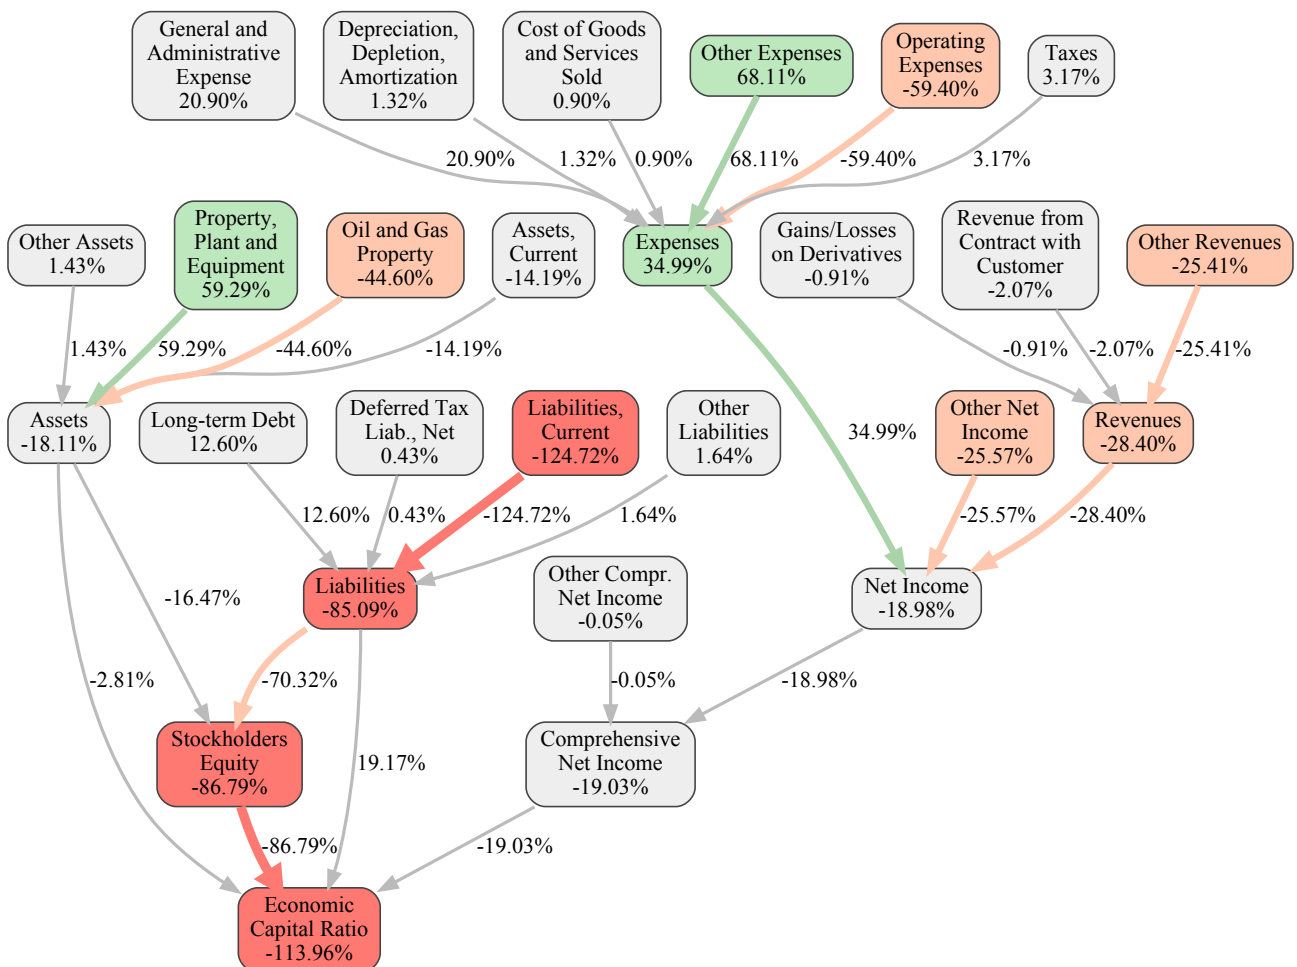 General and
Administrative
Expense
20.90%
Depreciation,
Depletion,
Amortization
1.32%
Cost of Goods
and Services
Sold
0.90%
Other Expenses
68.11%
Operating
Expenses
-59.40%
Taxes
3.17%
20.90%
1.32%
0.90%
68.11%
-59.40%
3.17%
Other Assets
1.43%
Property,
Plant and
Equipment
59.29%
Oil and Gas
Property
-44.60%
Assets,
Current
-14.19%
Expenses
34.99%
Gains/Losses
on Derivatives
-0.91%
Revenue from
Contract with
Customer
-2.07%
Other Revenues
-25.41%
1.43%
59.29%
-44.60%
-14.19%
-0.91%
-2.07%
-25.41%
Assets
-18.11%
Long-term Debt
12.60%
Deferred Tax
Liab., Net
0.43%
Liabilities,
Current
-124.72%
Other
Liabilities
1.64%
34.99%
Other Net
Income
-25.57%
Revenues
-28.40%
12.60%
0.43%
-124.72%
1.64%
-25.57%
-28.40%
-16.47%
Liabilities
-85.09%
Other Compr.
Net Income
-0.05%
Net Income
-18.98%
-2.81%
-70.32%
-0.05%
-18.98%
Stockholders
Equity
-86.79%
19.17%
Comprehensive
Net Income
-19.03%
-86.79%
-19.03%
Economic
Capital Ratio
-113.96%